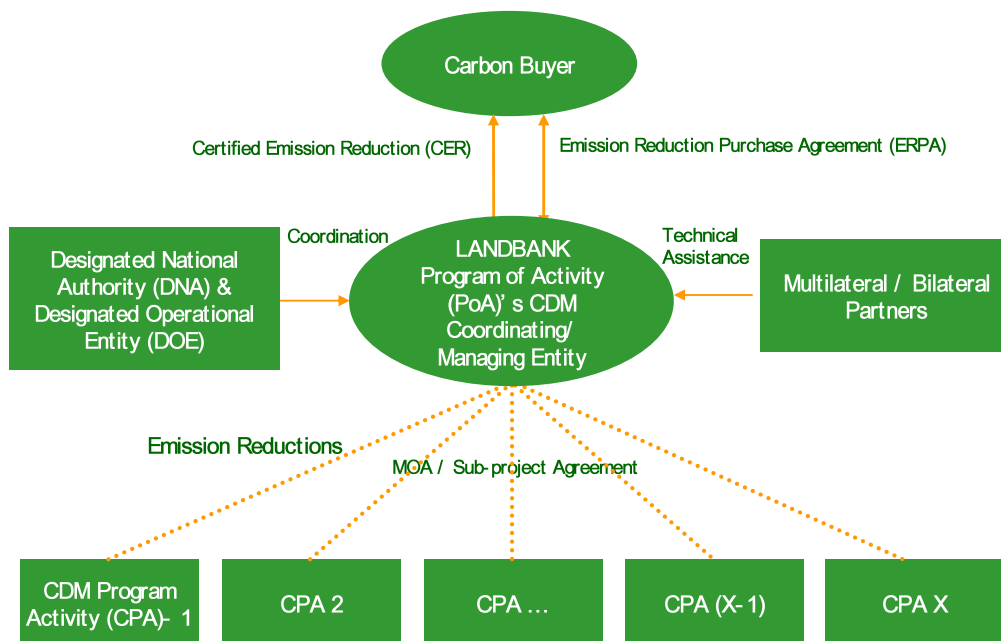 Carbon Buyer
Certified Emission Reduction (CER)
Emission Reduction Purchase Agreement (ERPA)
Coordination
Technical
Assistance
Designated National
Authority (DNA) &
Designated Operational
Entity (DOE)
LANDBANK
Program of Activity
(PoA)' s CDM
Coordinating/
Managing Entity
Multilateral / Bilateral
Partners
Emission Reductions
MOA / Sub-project Agreement
CDM Program
Activity (CPA)- 1
CPA 2
CPA ...
CPA (X-1)
CPA X